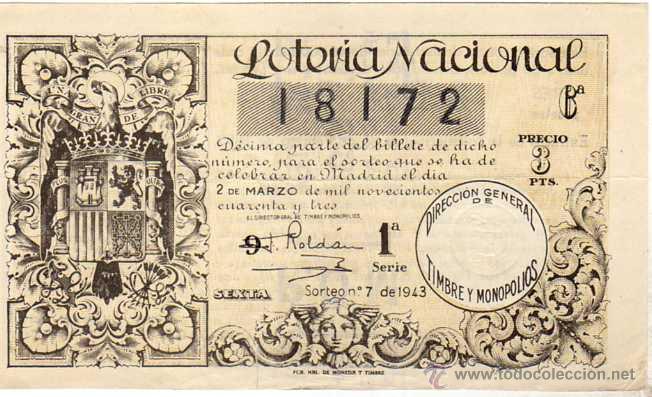 Lotería Nacional
UNA GRANDE LIBRE
18172
6ª
Décima parte del billete de dicho
número, para el sorteo que se ha de
celebrar en Madrid el día
2 DE MARZO de mil novecientos
cuarenta y tres
PRECIO
3
PTS.
EL DIRECTOR GRAL. DE TIMBRE Y MONOPOLIOS,
9
F. Roldán
1ª
Serie
DIRECCIÓN GENERAL
DE
TIMBRE Y MONOPOLIOS
SEXTA
Sorteo nº 7 de 1943
FCA. NAL. DE MONEDA Y TIMBRE
www.todocoleccion.net